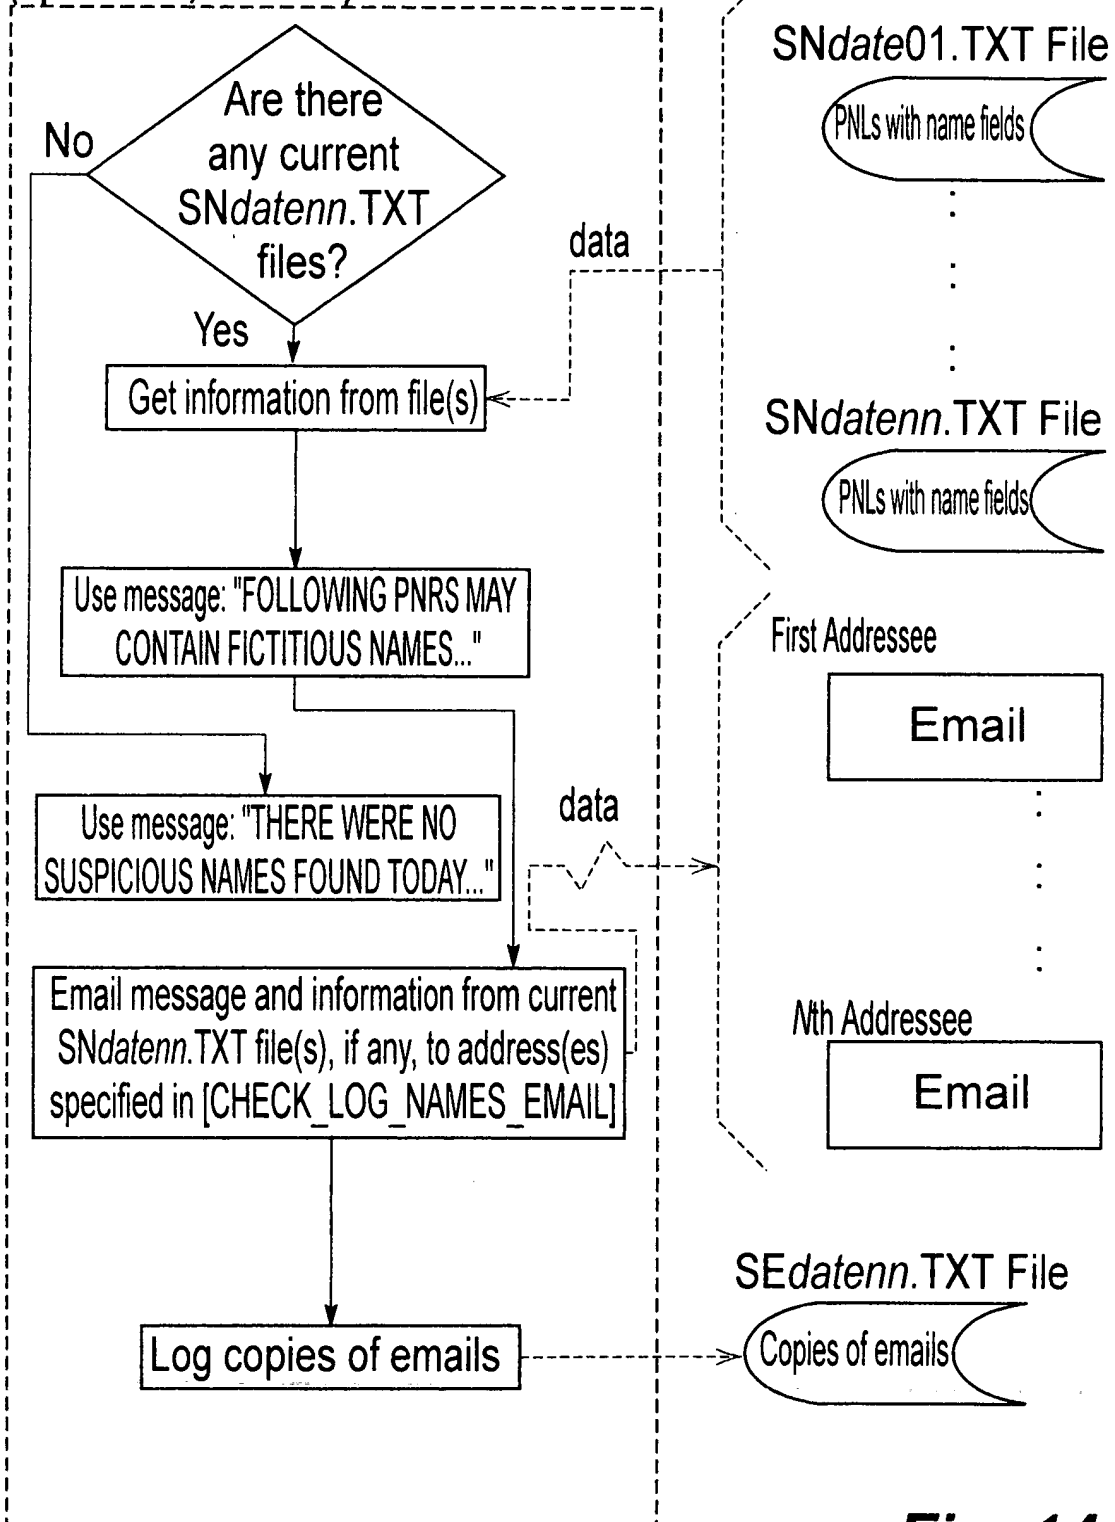 Are there
any current
SNdatenn.TXT
files?
No
Yes
data
Get information from file(s)
Use message: "FOLLOWING PNRS MAY
CONTAIN FICTITIOUS NAMES..."
Use message: "THERE WERE NO
SUSPICIOUS NAMES FOUND TODAY..."
data
Email message and information from current
SNdatenn.TXT file(s), if any, to address(es)
specified in [CHECK_LOG_NAMES_EMAIL]
Log copies of emails
SNdate01.TXT File
PNLs with name fields
SNdatenn.TXT File
PNLs with name fields
First Addressee
Email
Nth Addressee
Email
SEdatenn.TXT File
Copies of emails